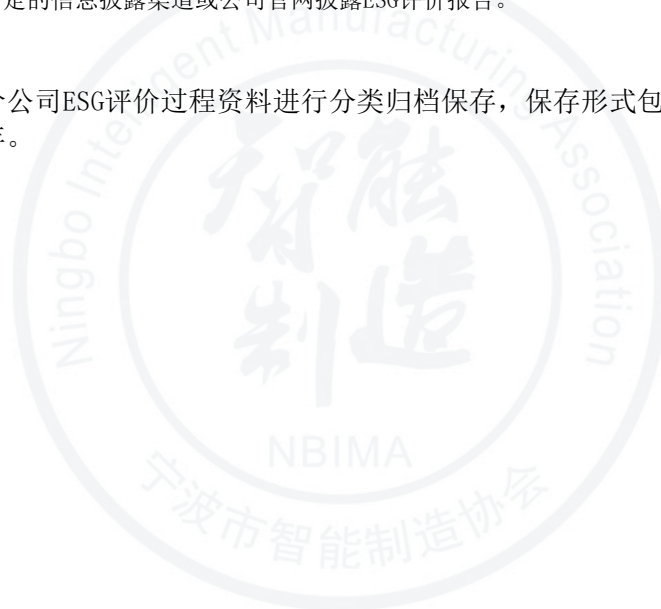 定的信息披露渠道或公司官网披露ESG评价报告。
Ningbo Intelligent Manufacturing Association
公司ESG评价过程资料进行分类归档保存，保存形式包
智能
制造
NBIMA
宁波市智能制造协会